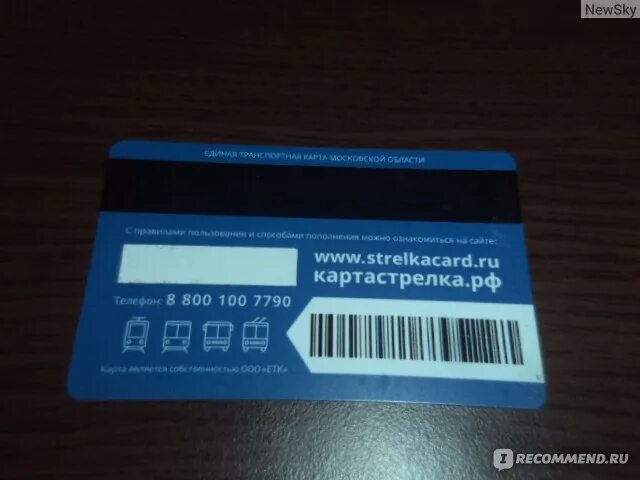 NewSky
ЕДИНАЯ ТРАНСПОРТНАЯ КАРТА МОСКОВСКОЙ ОБЛАСТИ
С правилами пользования и способами пополнения можно ознакомиться на сайте:
www.strelkacard.ru
картастрелка.рф
Телефон: 8 800 100 7790
Карта является собственностью ООО «ЕТК»
IRECOMMEND.RU